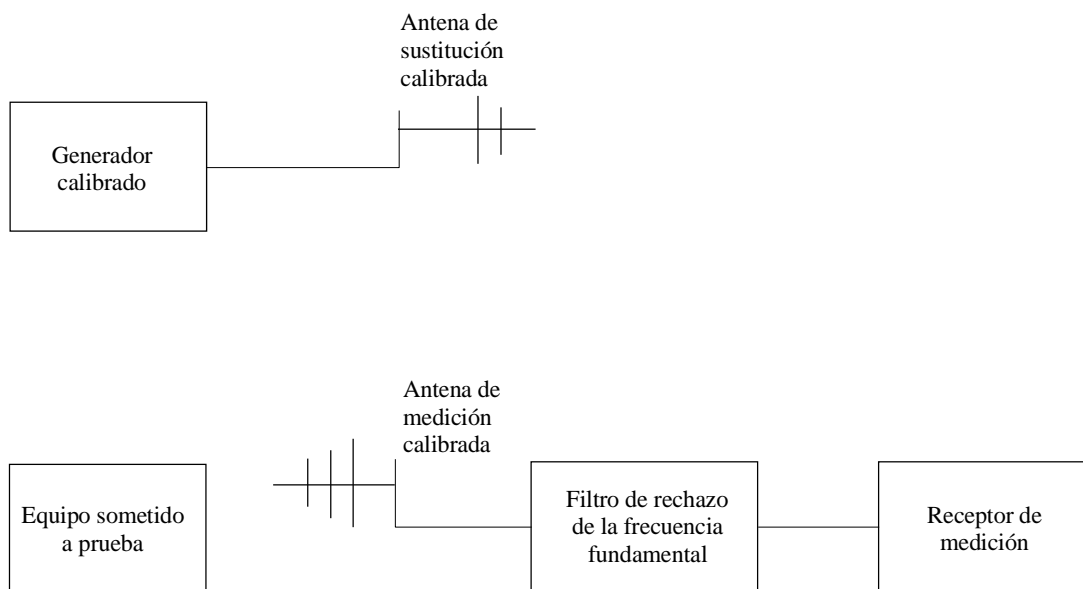 Antena de
sustitución
calibrada
Generador
calibrado
Antena de
medición
calibrada
Equipo sometido
a prueba
Filtro de rechazo
de la frecuencia
fundamental
Receptor de
medición